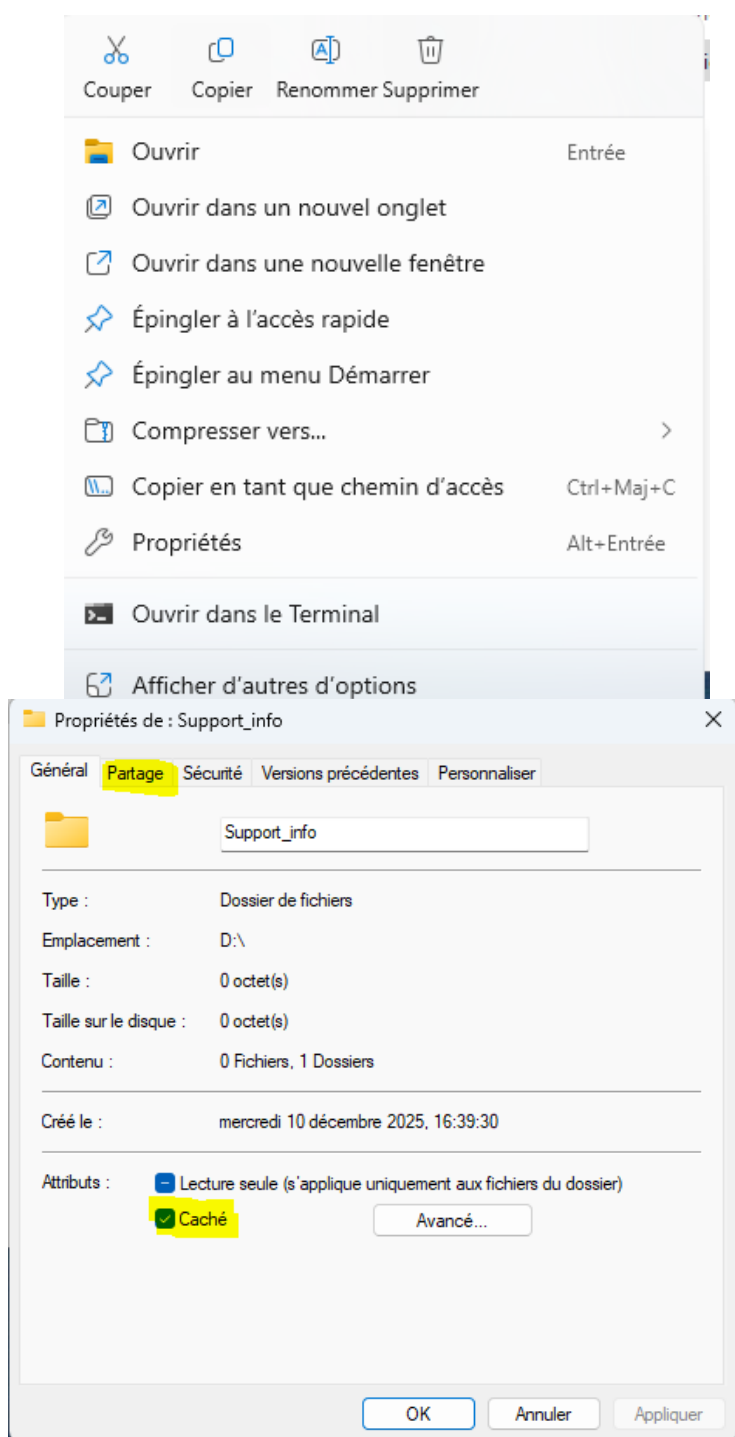 Couper Copier Renommer Supprimer
Ouvrir Entrée
Ouvrir dans un nouvel onglet
Ouvrir dans une nouvelle fenêtre
Épingler à l’accès rapide
Épingler au menu Démarrer
Compresser vers...
Copier en tant que chemin d’accès Ctrl+Maj+C
Propriétés Alt+Entrée
Ouvrir dans le Terminal
Afficher d’autres d’options
Propriétés de : Support_info
Général Partage Sécurité Versions précédentes Personnaliser
Support_info
Type : Dossier de fichiers
Emplacement : D:\
Taille : 0 octet(s)
Taille sur le disque : 0 octet(s)
Contenu : 0 Fichiers, 1 Dossiers
Créé le : mercredi 10 décembre 2025, 16:39:30
Attributs : Lecture seule (s’applique uniquement aux fichiers du dossier)
Caché Avancé...
OK Annuler Appliquer